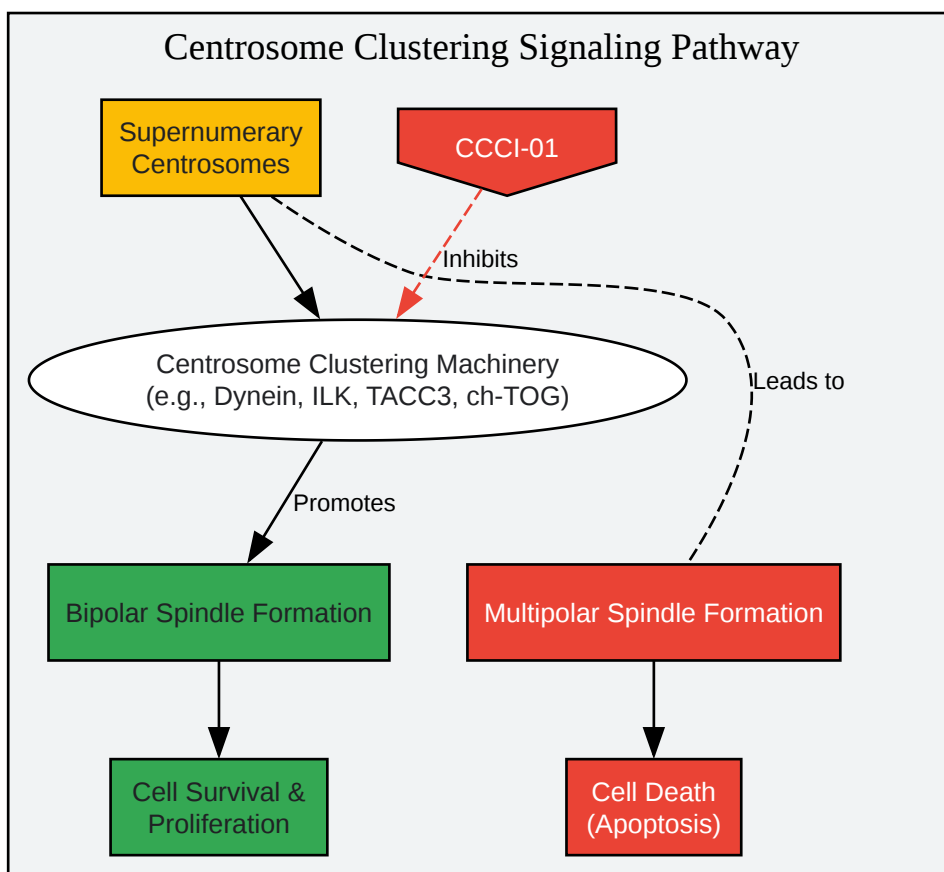 Centrosome Clustering Signaling Pathway
Supernumerary
Centrosomes
CCCI-01
Inhibits
Centrosome Clustering Machinery
(e.g., Dynein, ILK, TACC3, ch-TOG)
Leads to
Promotes
Bipolar Spindle Formation
Multipolar Spindle Formation
Cell Survival &
Proliferation
Cell Death
(Apoptosis)